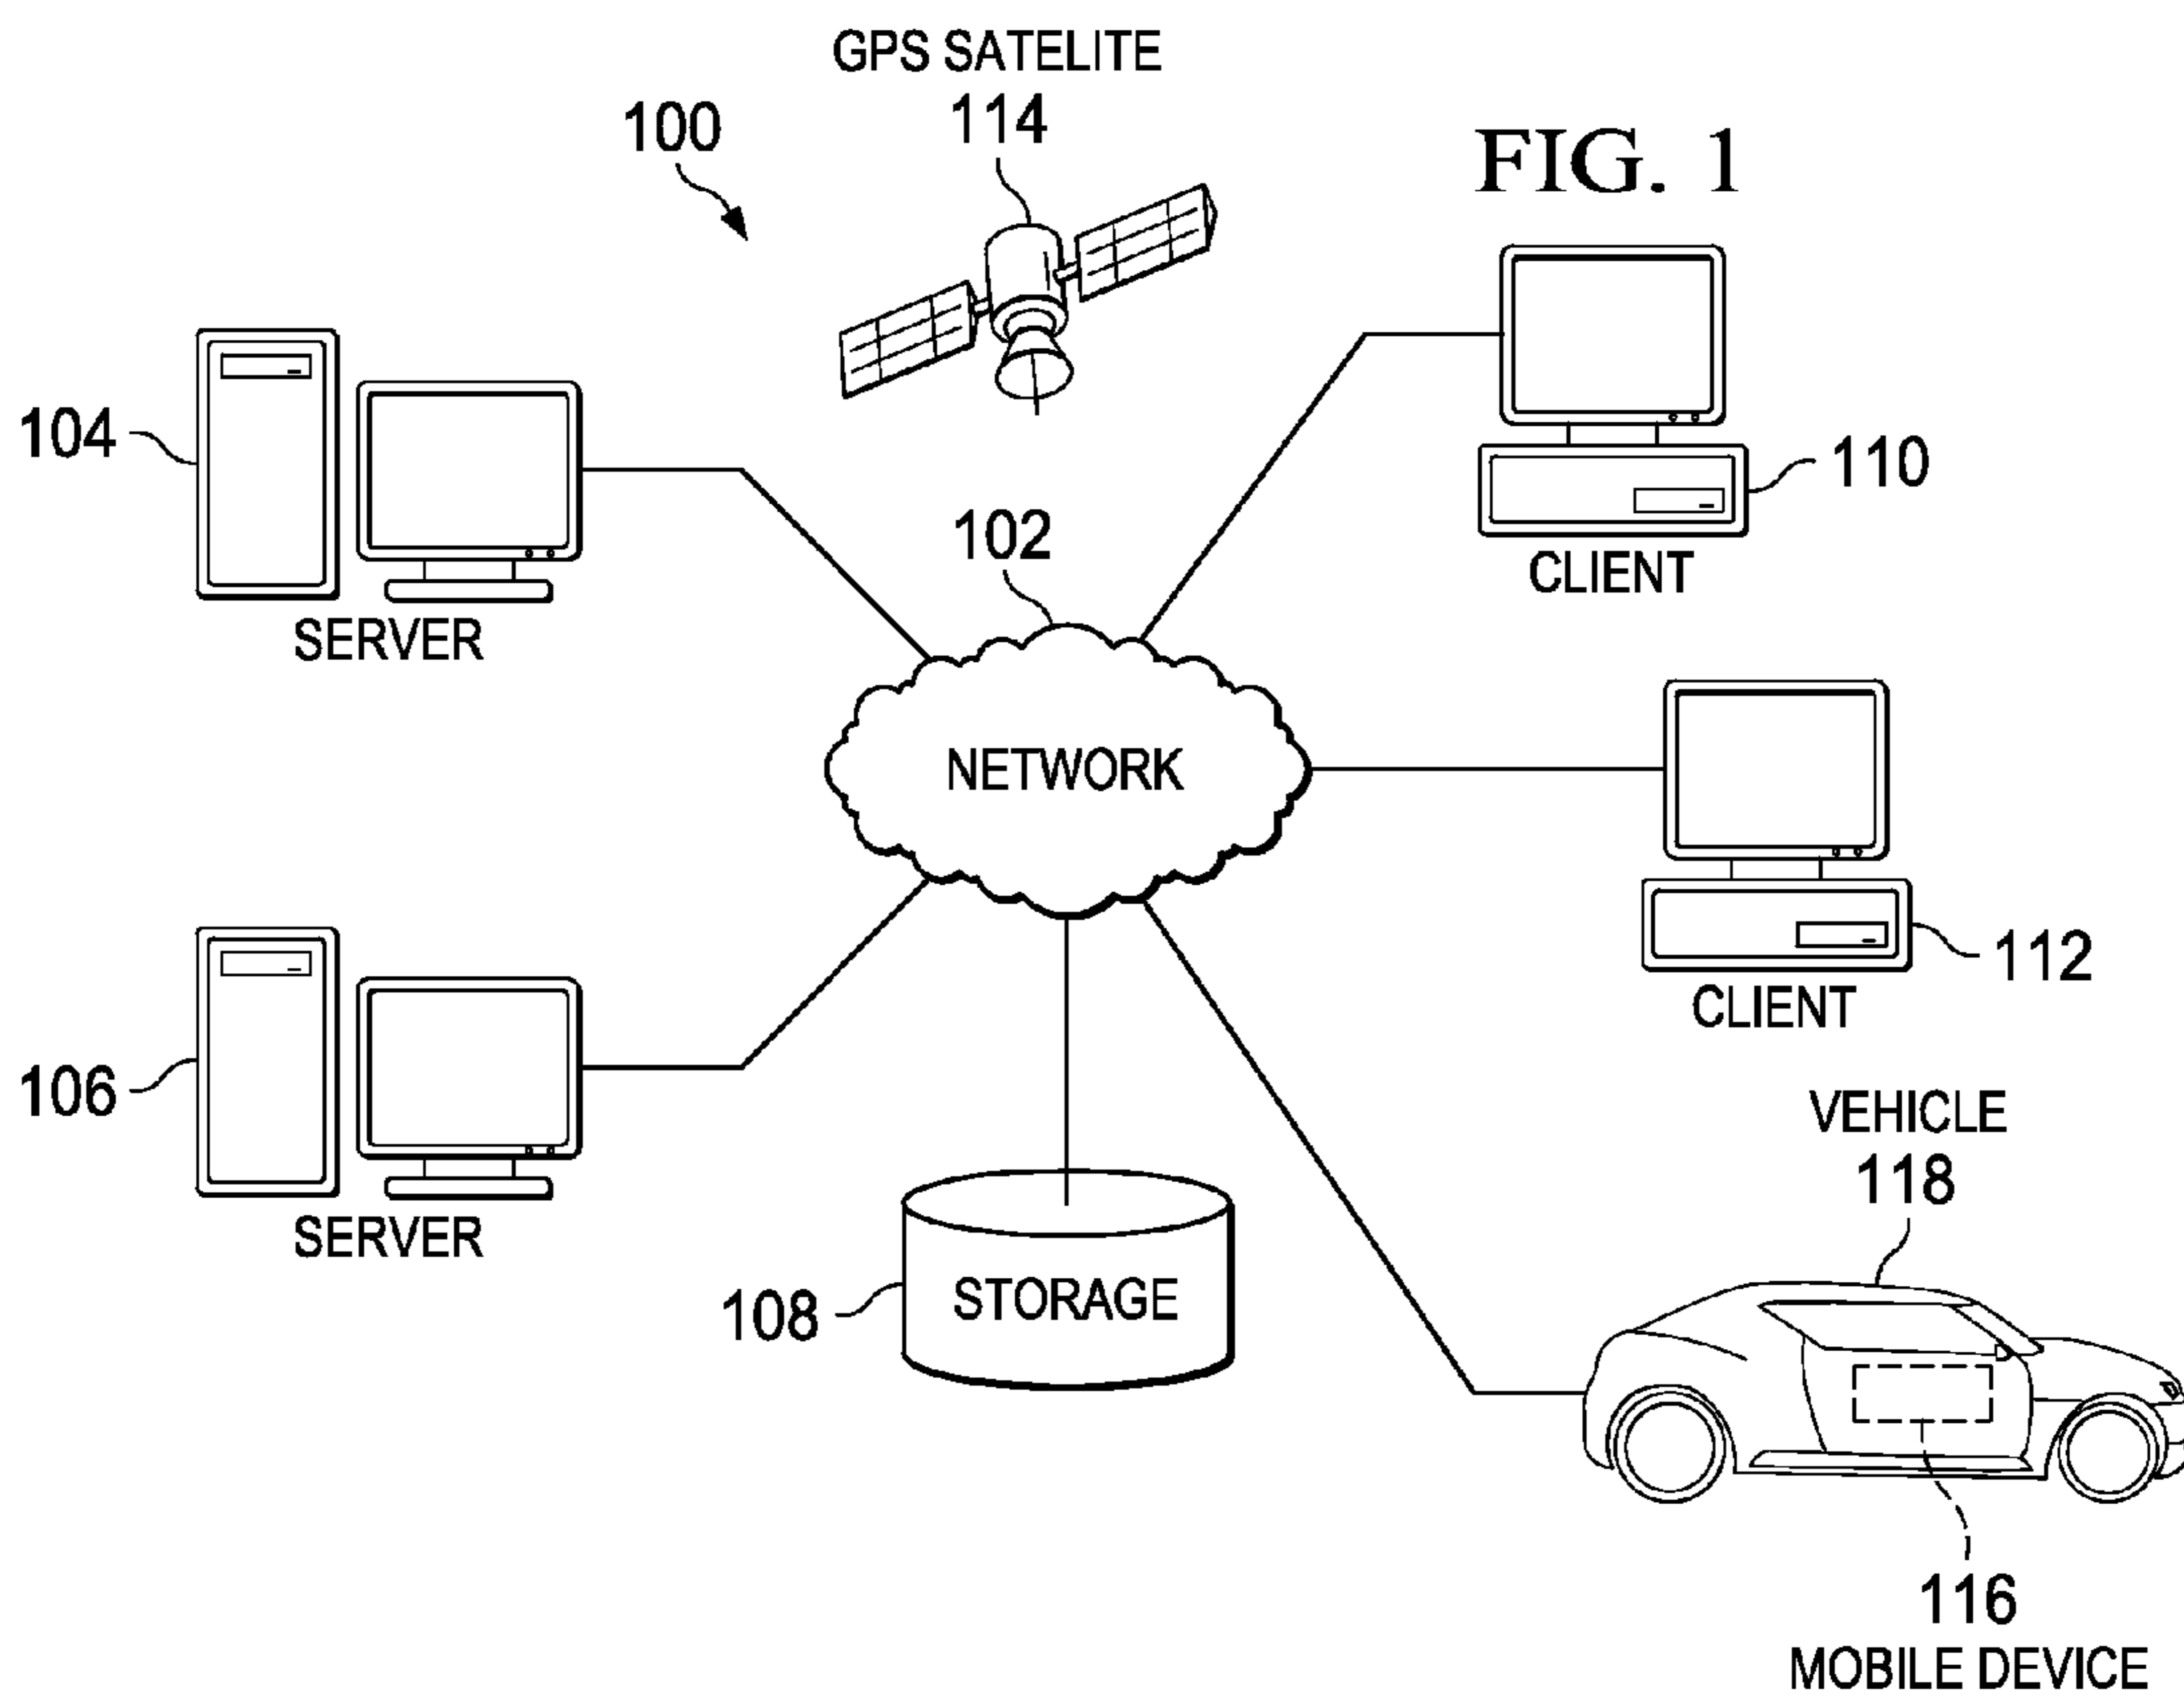 GPS SATELITE
114
100
FIG. 1
104
SERVER
110
CLIENT
102
NETWORK
112
CLIENT
106
SERVER
108
STORAGE
VEHICLE
118
116
MOBILE DEVICE